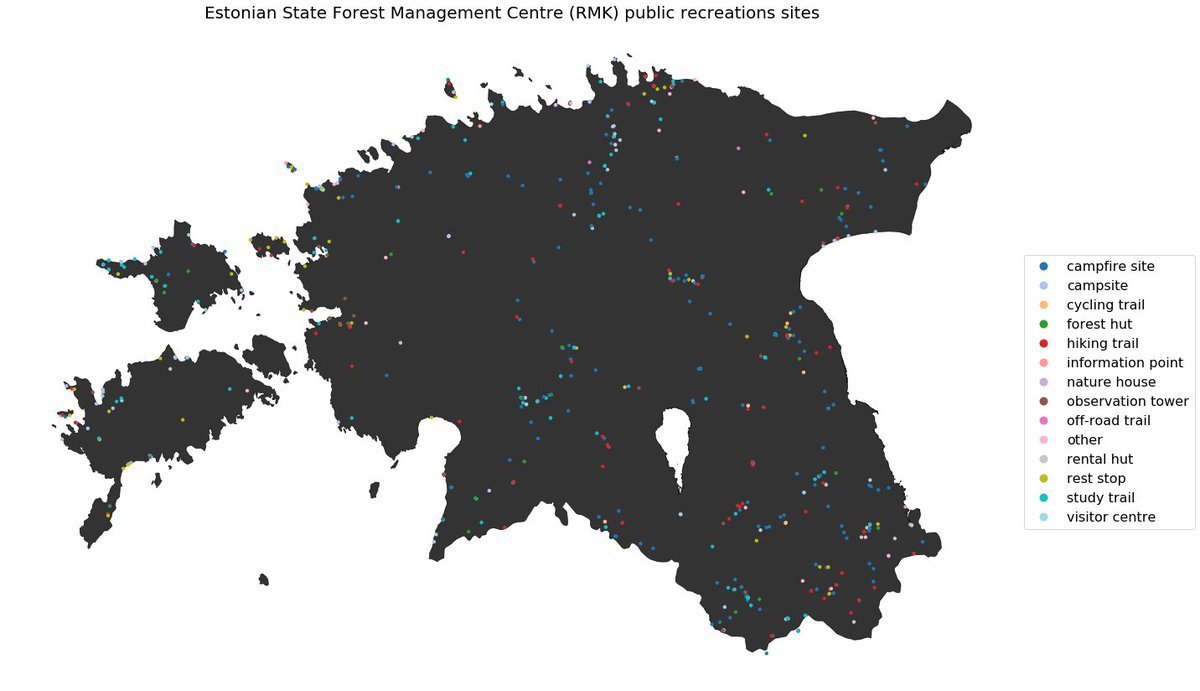 Estonian State Forest Management Centre (RMK) public recreations sites
campfire site
campsite
cycling trail
forest hut
hiking trail
information point
nature house
observation tower
off-road trail
other
rental hut
rest stop
study trail
visitor centre